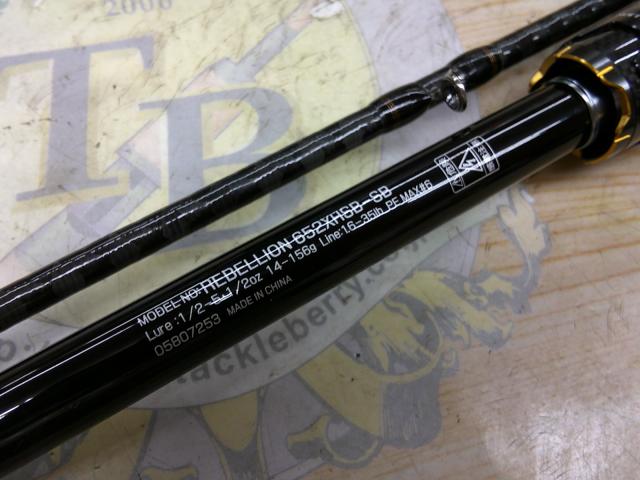 2006
TB
MODEL NO:REBELLION 652XHSB-SB
Lure:1/2-5 1/2oz 14-156g Line:16-35lb PE MAX#6
05807253 MADE IN CHINA
tackleberry.com